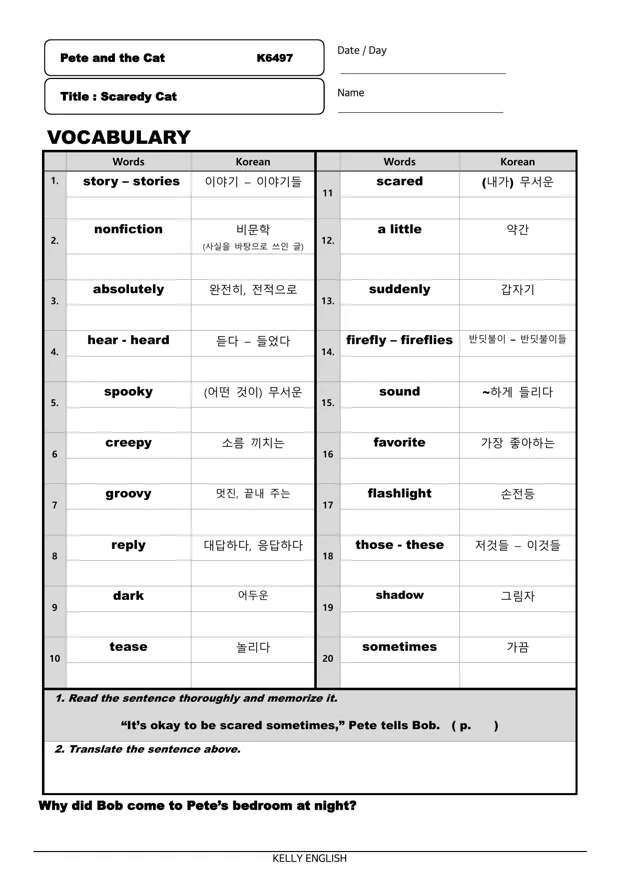 Pete and the Cat K6497
Date / Day
Title : Scaredy Cat
Name
VOCABULARY
Words Korean Words Korean
1. story – stories 이야기 – 이야기들 11 scared (내가) 무서운
2. nonfiction 비문학 12. a little 약간
(사실을 바탕으로 쓰인 글)
3. absolutely 완전히, 전적으로 13. suddenly 갑자기
4. hear - heard 듣다 – 들었다 14. firefly – fireflies 반딧불이 – 반딧불이들
5. spooky (어떤 것이) 무서운 15. sound ~하게 들리다
6 creepy 소름 끼치는 16 favorite 가장 좋아하는
7 groovy 멋진, 끝내 주는 17 flashlight 손전등
8 reply 대답하다, 응답하다 18 those - these 저것들 – 이것들
9 dark 어두운 19 shadow 그림자
10 tease 놀리다 20 sometimes 가끔
1. Read the sentence thoroughly and memorize it.
“It’s okay to be scared sometimes,” Pete tells Bob. ( p. )
2. Translate the sentence above.
Why did Bob come to Pete’s bedroom at night?
KELLY ENGLISH